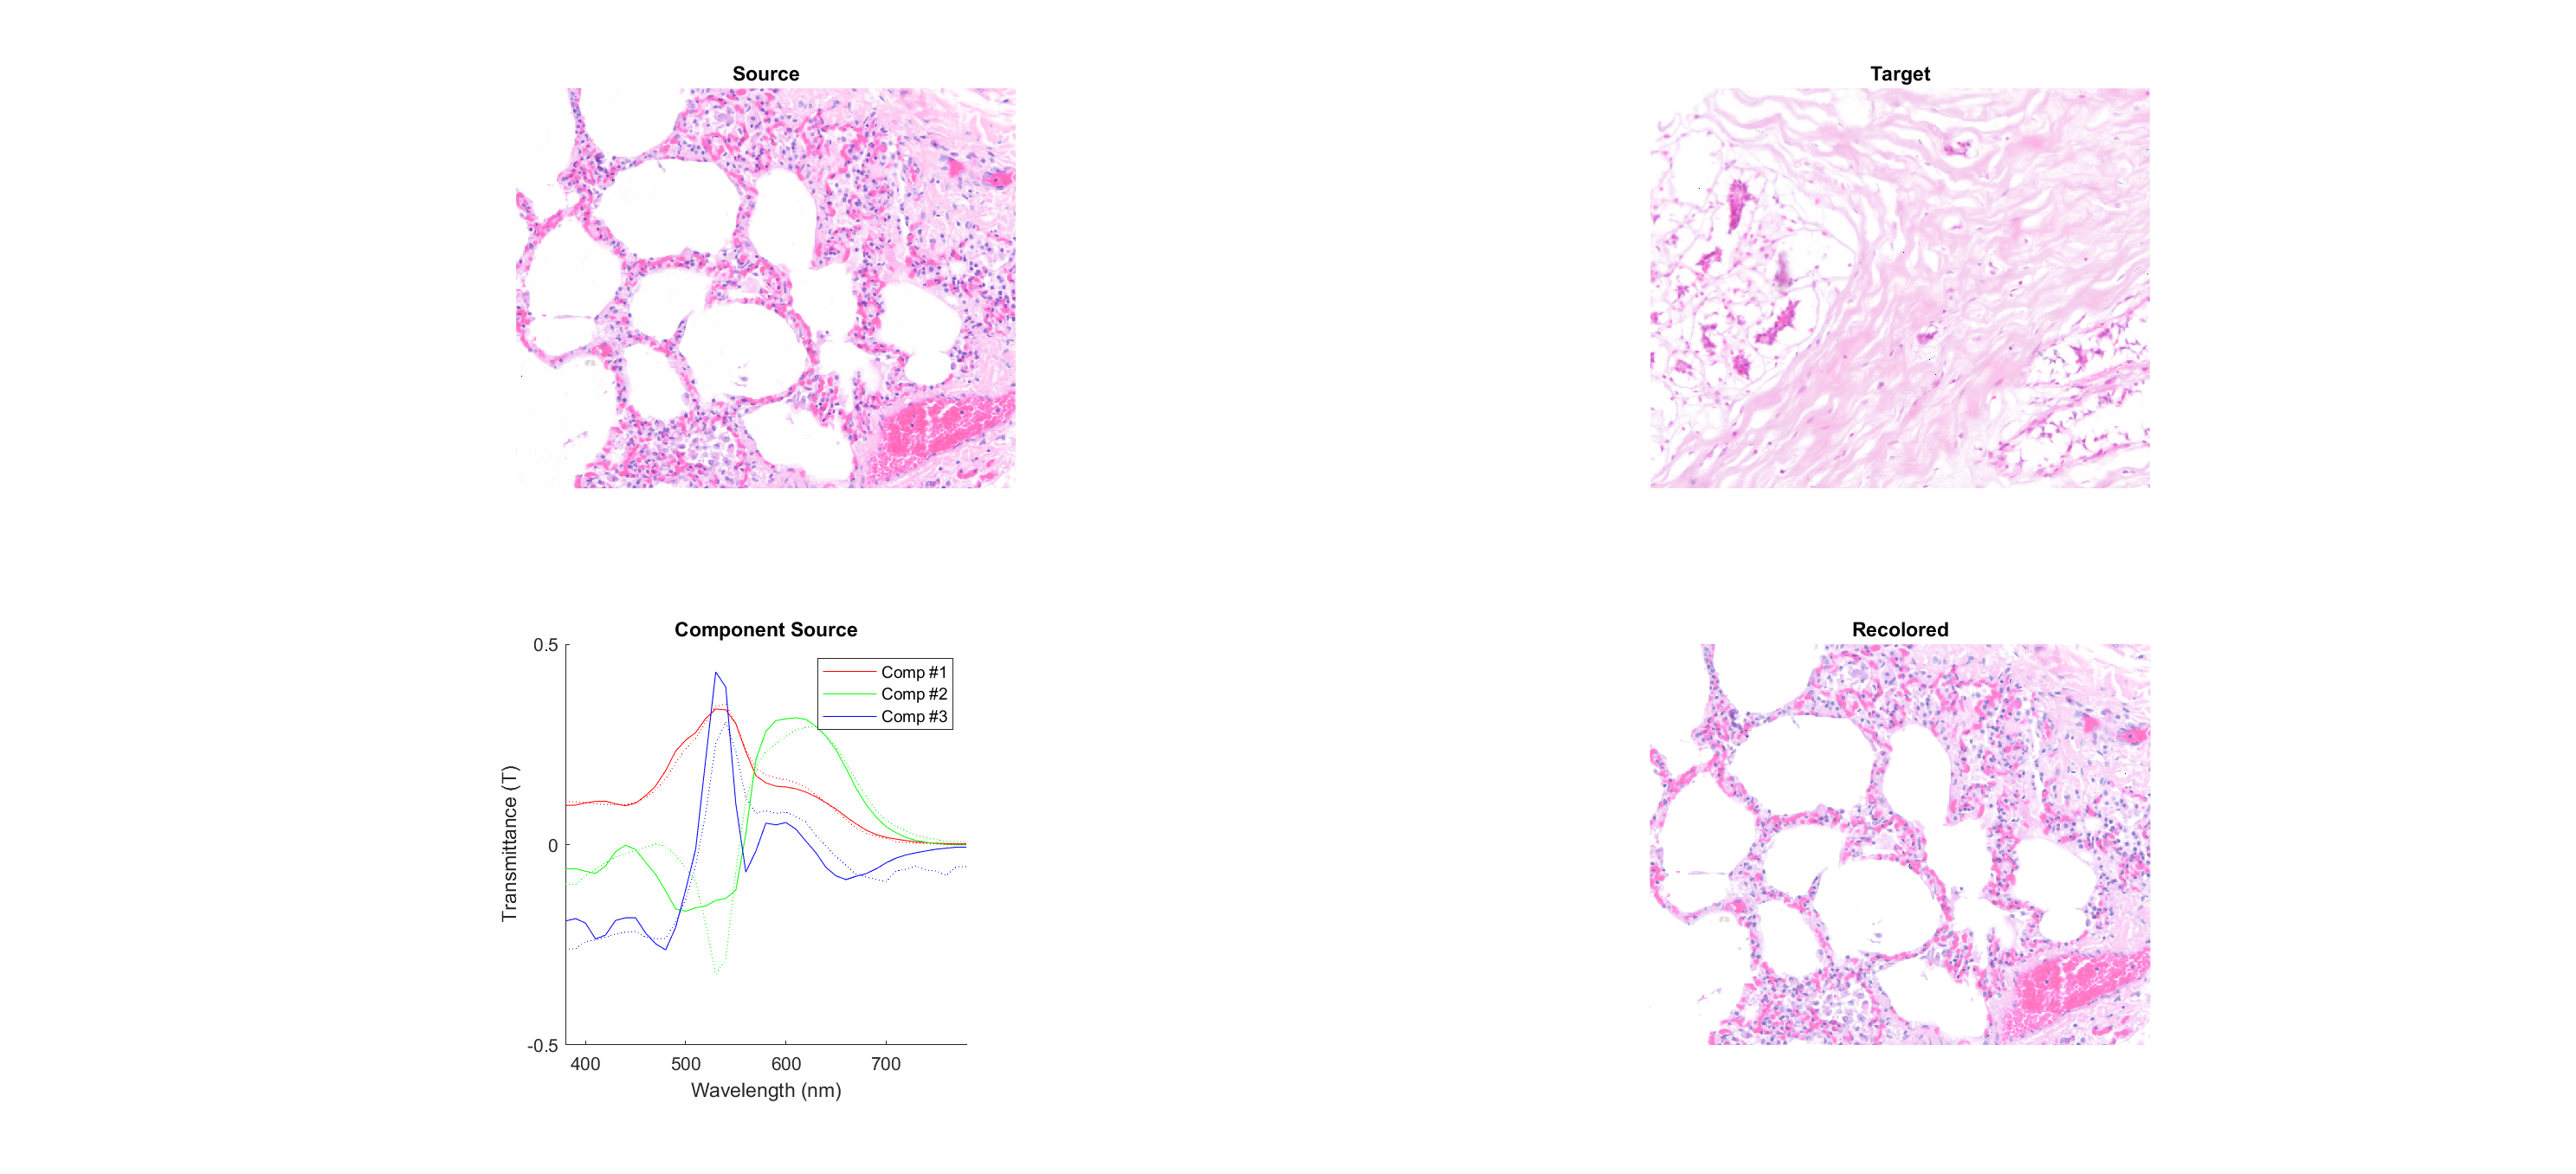 Source
Target
Component Source
0.5
0
-0.5
400 500 600 700
Transmittance (T)
Wavelength (nm)
Comp #1
Comp #2
Comp #3
Recolored